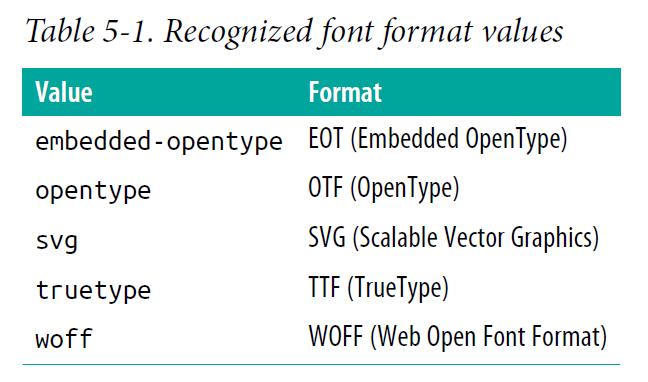 Table 5-1. Recognized font format values
Value Format
embedded-opentype EOT (Embedded OpenType)
opentype OTF (OpenType)
svg SVG (Scalable Vector Graphics)
truetype TTF (TrueType)
woff WOFF (Web Open Font Format)